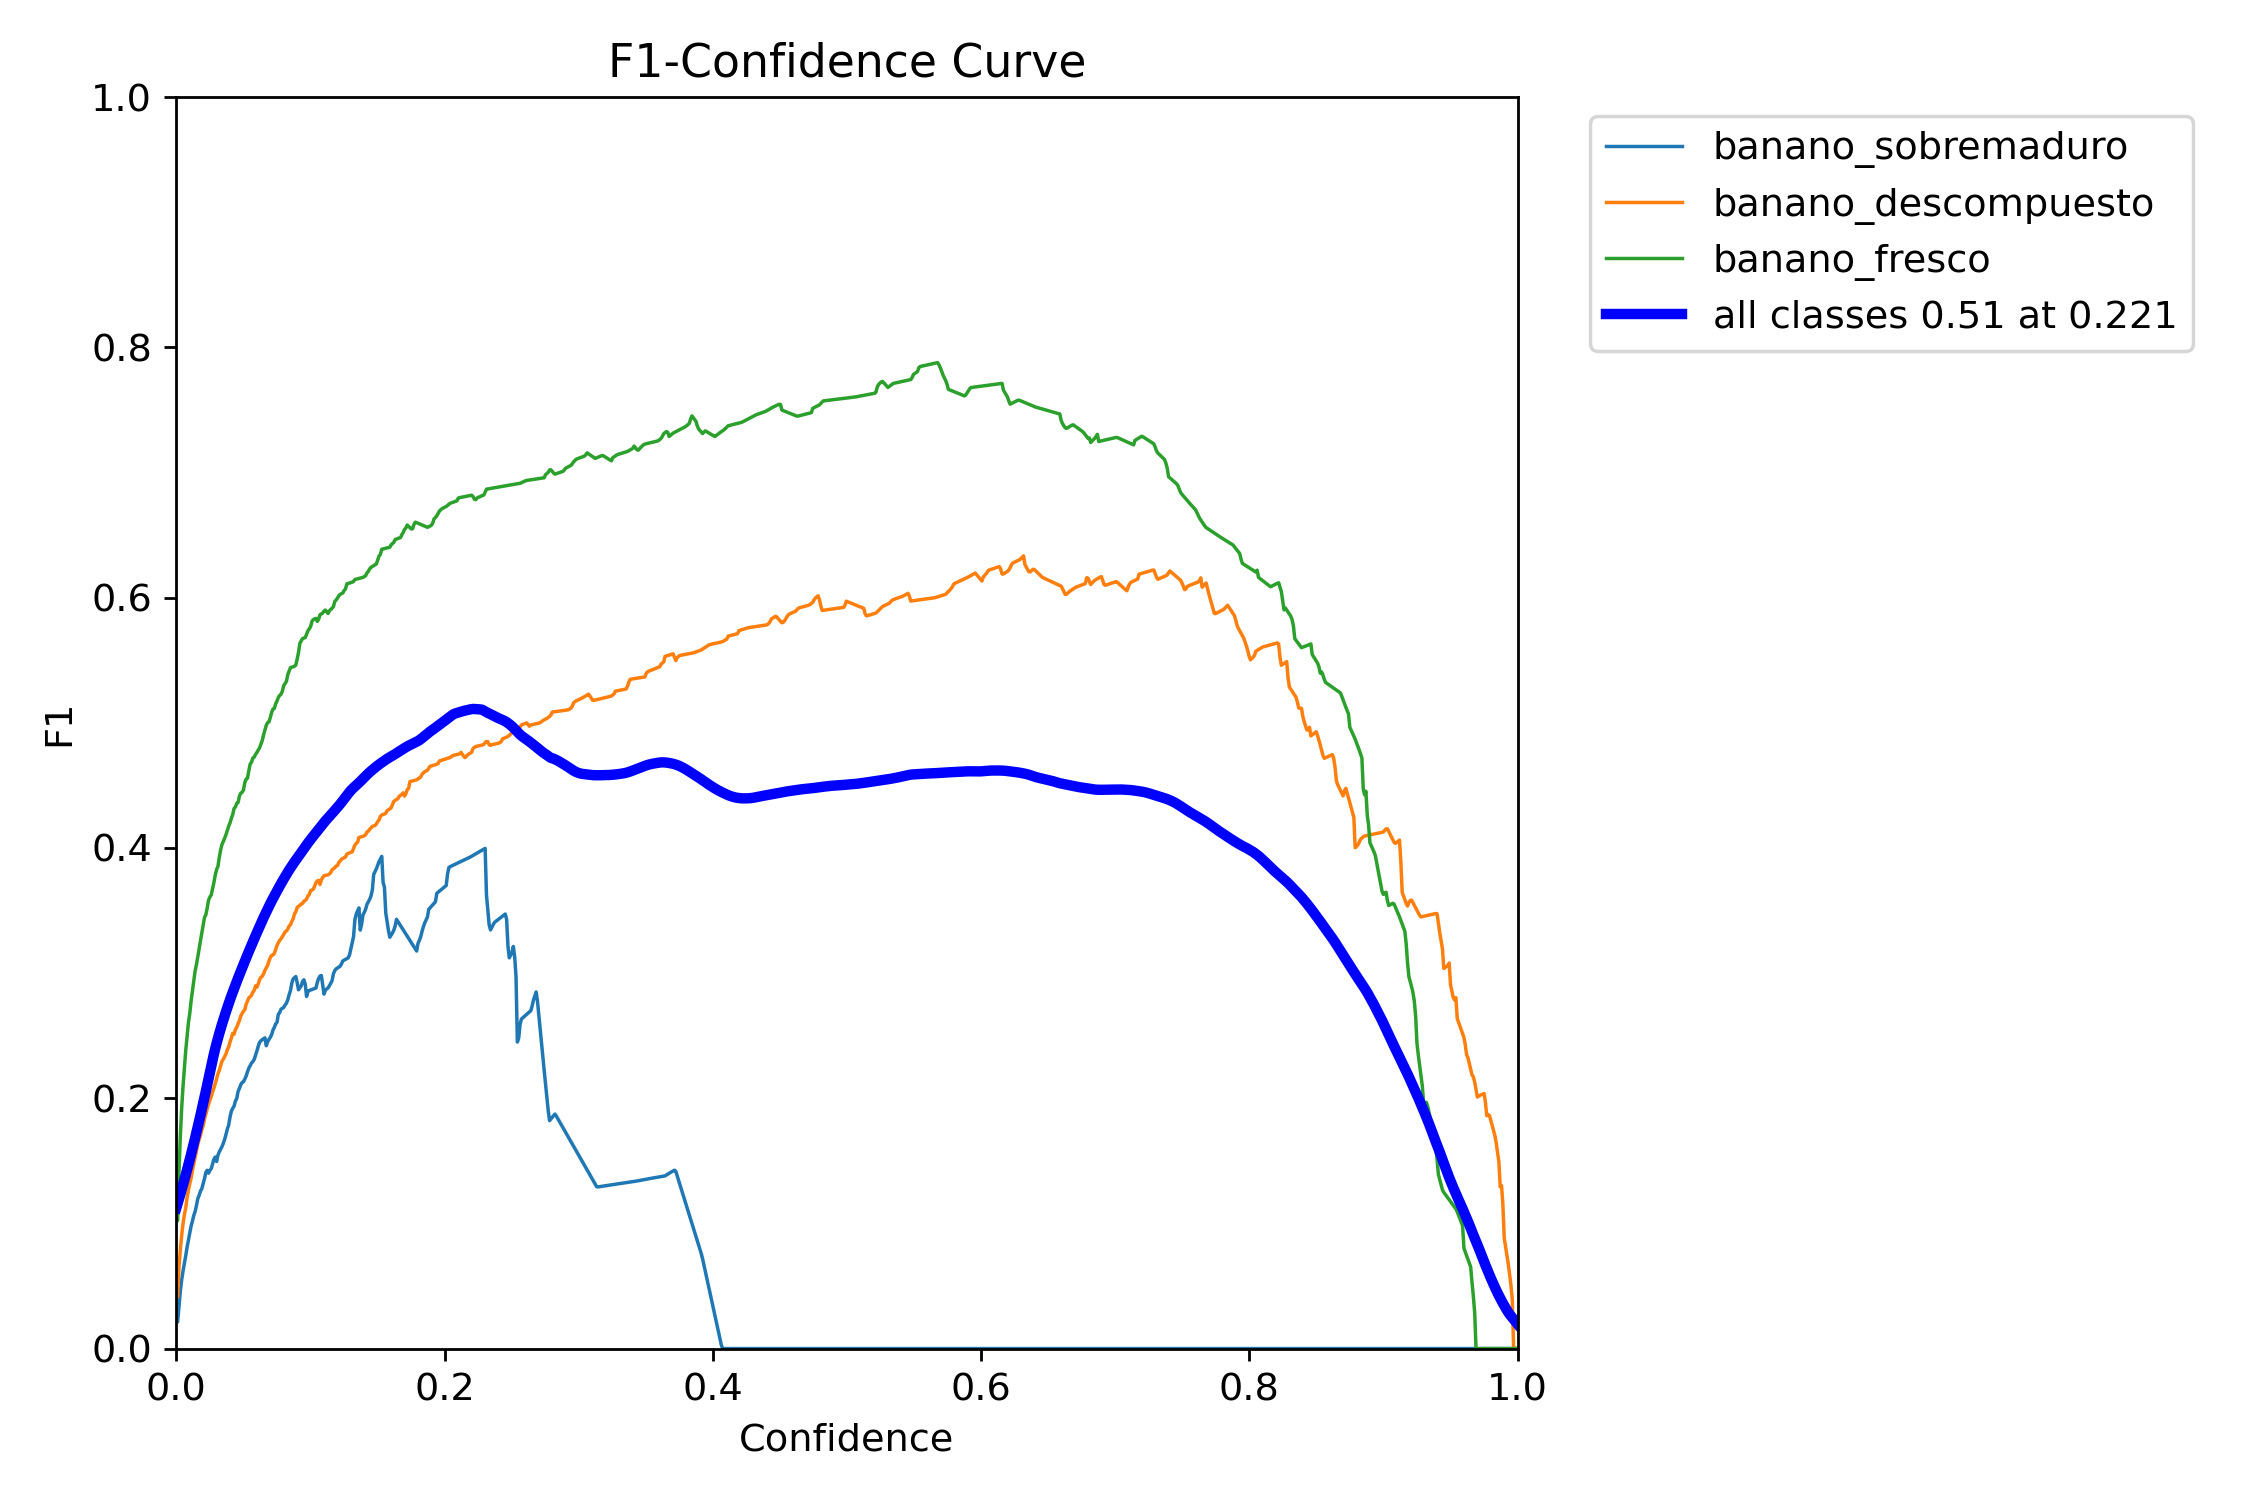 F1-Confidence Curve
1.0
0.8
0.6
0.4
0.2
0.0
F1
0.0 0.2 0.4 0.6 0.8 1.0
Confidence
banano_sobremaduro
banano_descompuesto
banano_fresco
all classes 0.51 at 0.221